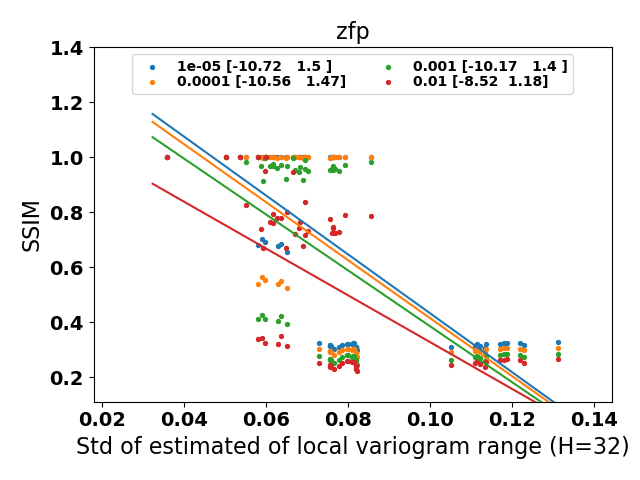 zfp
1e-05 [-10.72   1.5 ]
0.0001 [-10.56   1.47]
0.001 [-10.17   1.4 ]
0.01 [-8.52  1.18]
SSIM
1.4
1.2
1.0
0.8
0.6
0.4
0.2
0.02 0.04 0.06 0.08 0.10 0.12 0.14
Std of estimated of local variogram range (H=32)